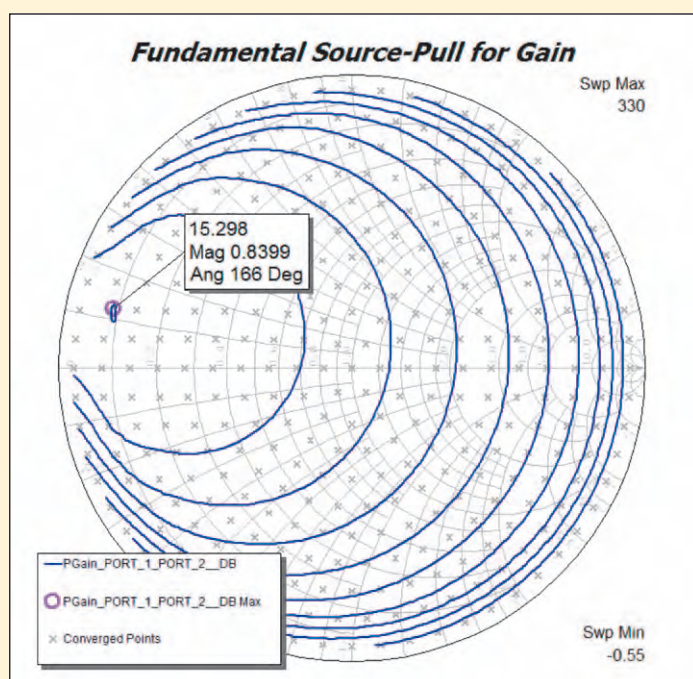 Fundamental Source-Pull for Gain
Swp Max
330
15.298
Mag 0.8399
Ang 166 Deg
PGain_PORT_1_PORT_2__DB
PGain_PORT_1_PORT_2__DB Max
Converged Points
Swp Min
-0.55